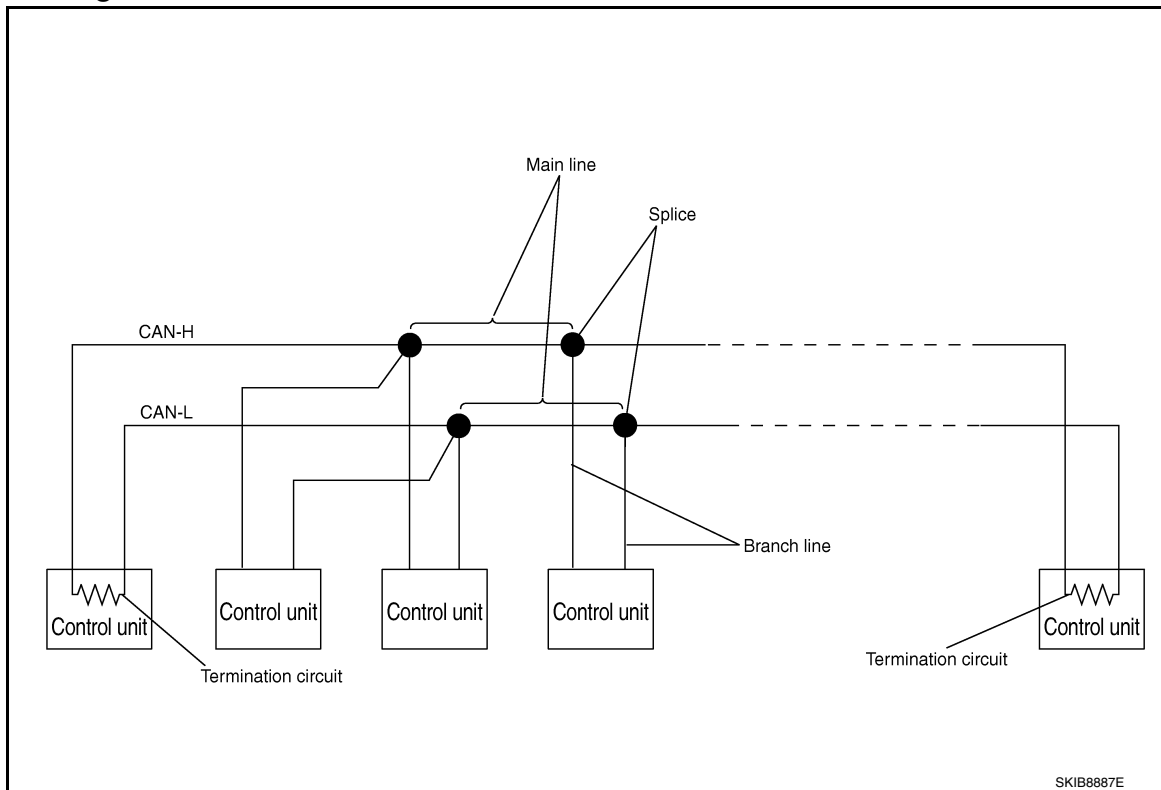 Main line
Splice
CAN-H
CAN-L
Branch line
Control unit
Control unit
Control unit
Control unit
Control unit
Termination circuit
Termination circuit
SKIB8887E